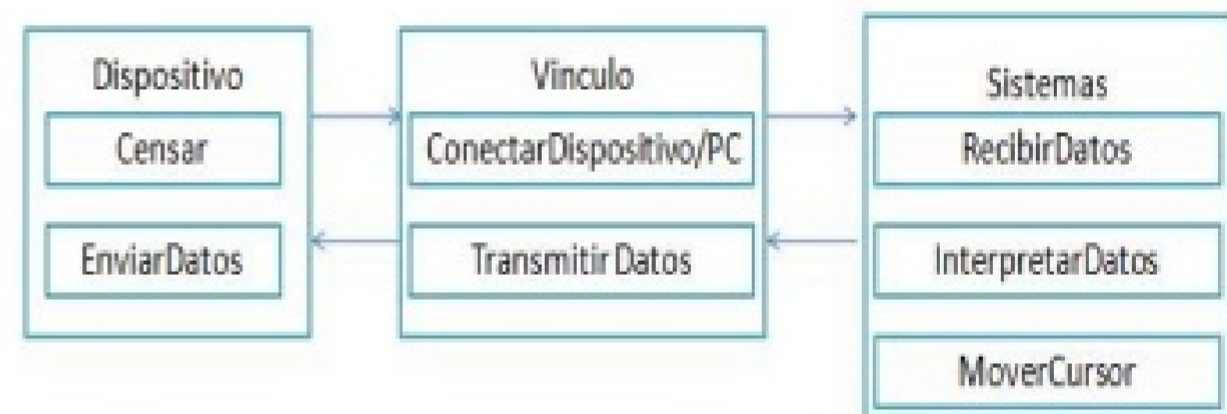 Dispositivo
Censar
EnviarDatos
Vinculo
ConectarDispositivo/PC
Transmitir Datos
Sistemas
RecibirDatos
InterpretarDatos
MoverCursor